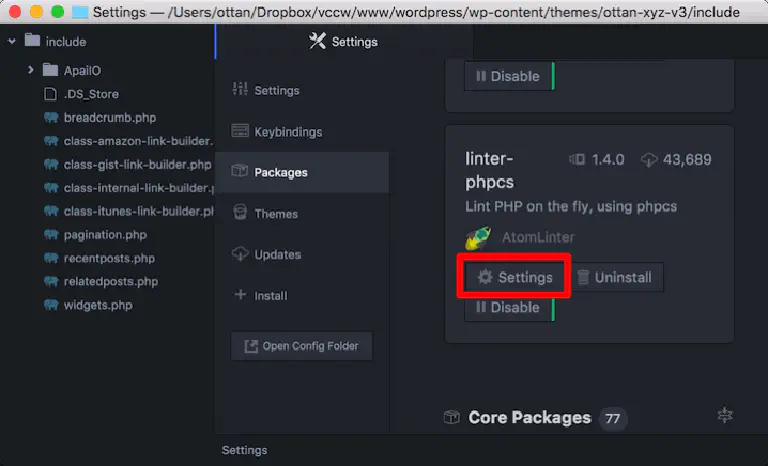 Settings — /Users/ottan/Dropbox/vccw/www/wordpress/wp-content/themes/ottan-xyz-v3/include
include
ApaiIO
.DS_Store
breadcrumb.php
class-amazon-link-builder.
class-gist-link-builder.php
class-internal-link-builder.p
class-itunes-link-builder.ph
pagination.php
recentposts.php
relatedposts.php
widgets.php
Settings
Settings
Keybindings
Packages
Themes
Updates
Install
Open Config Folder
Disable
linter-
phpcs
1.4.0
43,689
Lint PHP on the fly, using phpcs
AtomLinter
Settings
Uninstall
Disable
Core Packages 77
Settings